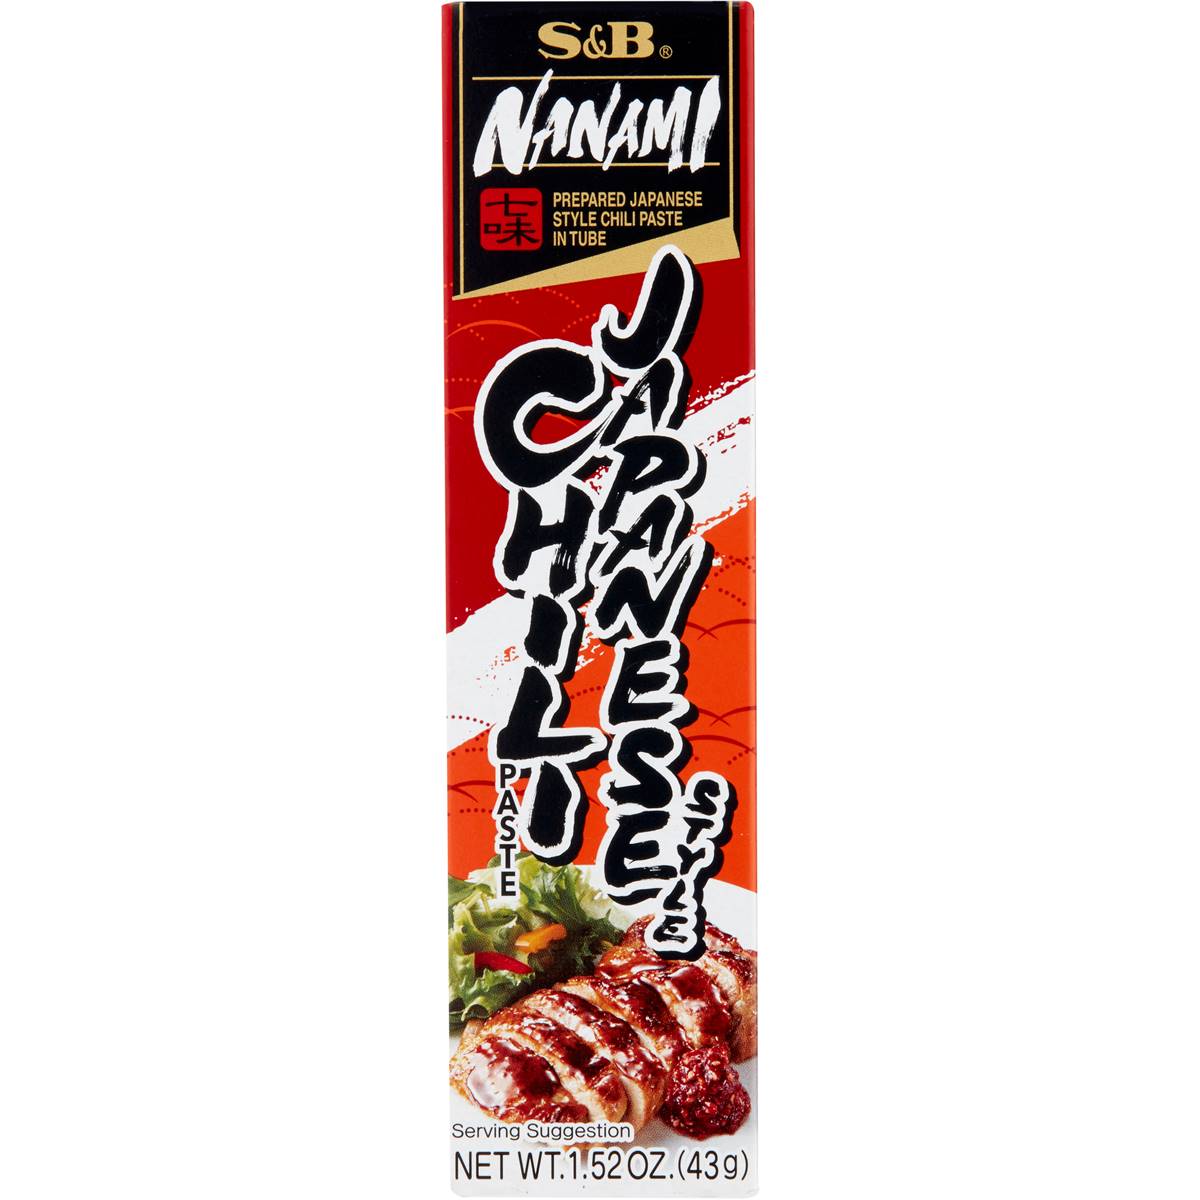 S&B®
NANAMI
七味
PREPARED JAPANESE
STYLE CHILI PASTE
IN TUBE
JAPANESE
STYLE
CHILI
PASTE
Serving Suggestion
NET WT.1.52 OZ.(43g)